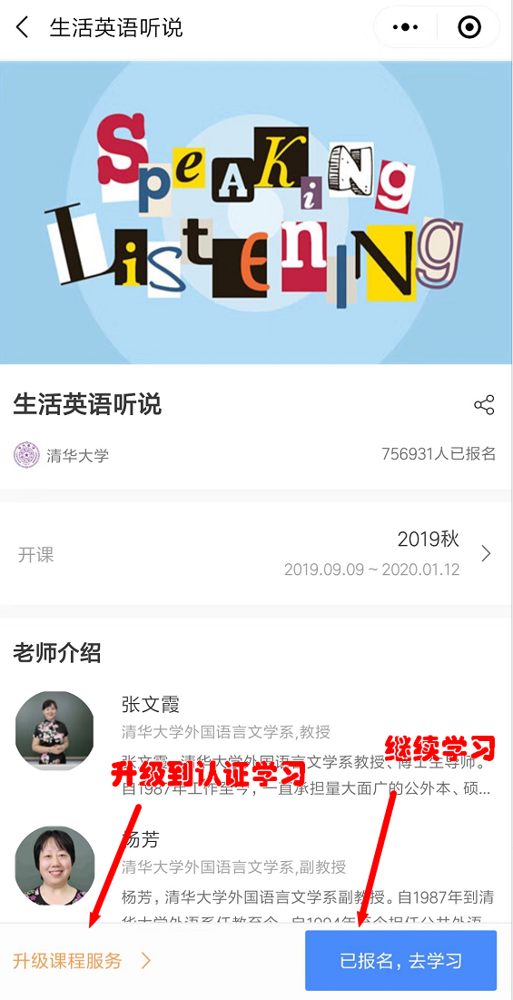 生活英语听说
SpeAKiNg
LisTENiNg
生活英语听说
清华大学
756931人已报名
开课
2019秋
2019.09.09 ~ 2020.01.12
老师介绍
张文霞
清华大学外国语言文学系,教授
继续学习
张文霞，清华大学外国语言文学系教授、博士生导师。
升级到认证学习
自1987年工作至今，一直承担量大面广的公外本、硕...
杨芳
清华大学外国语言文学系,副教授
杨芳，清华大学外国语言文学系副教授。自1987年到清
华大学外语系任教至今，自1994年至今担任公共外语
升级课程服务
已报名，去学习